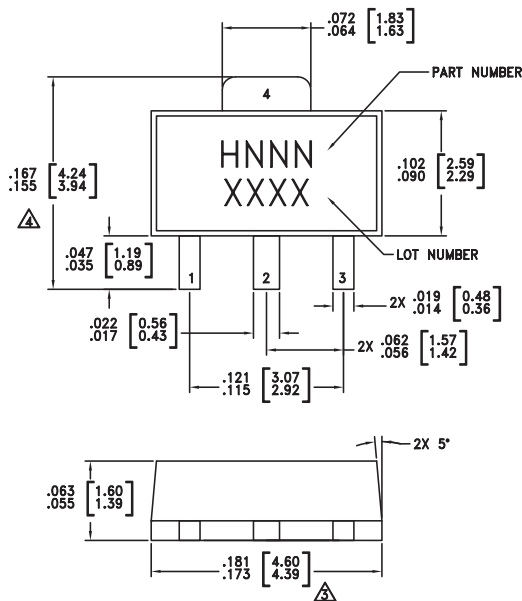 .072 [1.83]
.064 [1.63]
PART NUMBER
4
HNNN
XXXX
.167 [4.24]
.155 [3.94]
4
.102 [2.59]
.090 [2.29]
.047 [1.19]
.035 [0.89]
LOT NUMBER
1 2 3
2X .019 [0.48]
.014 [0.36]
.022 [0.56]
.017 [0.43]
2X .062 [1.57]
.056 [1.42]
.121 [3.07]
.115 [2.92]
2X 5°
.063 [1.60]
.055 [1.39]
.181 [4.60]
.173 [4.39]
3